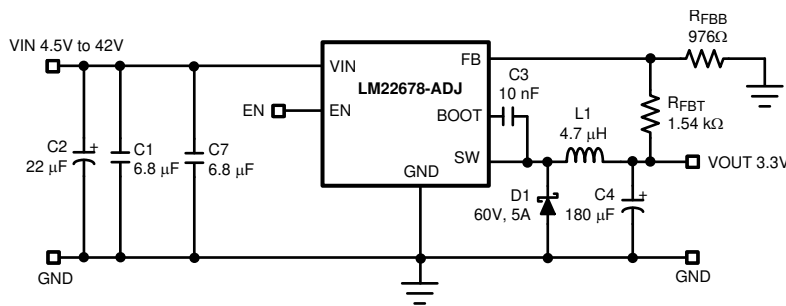 VIN 4.5V to 42V
VIN
LM22678-ADJ
FB
RFBB
976Ω
EN
EN
BOOT
C3
10 nF
RFBT
1.54 kΩ
L1
4.7 μH
SW
VOUT 3.3V
GND
C2
22 μF
+
C1
6.8 μF
C7
6.8 μF
D1
60V, 5A
C4
180 μF
+
GND
GND